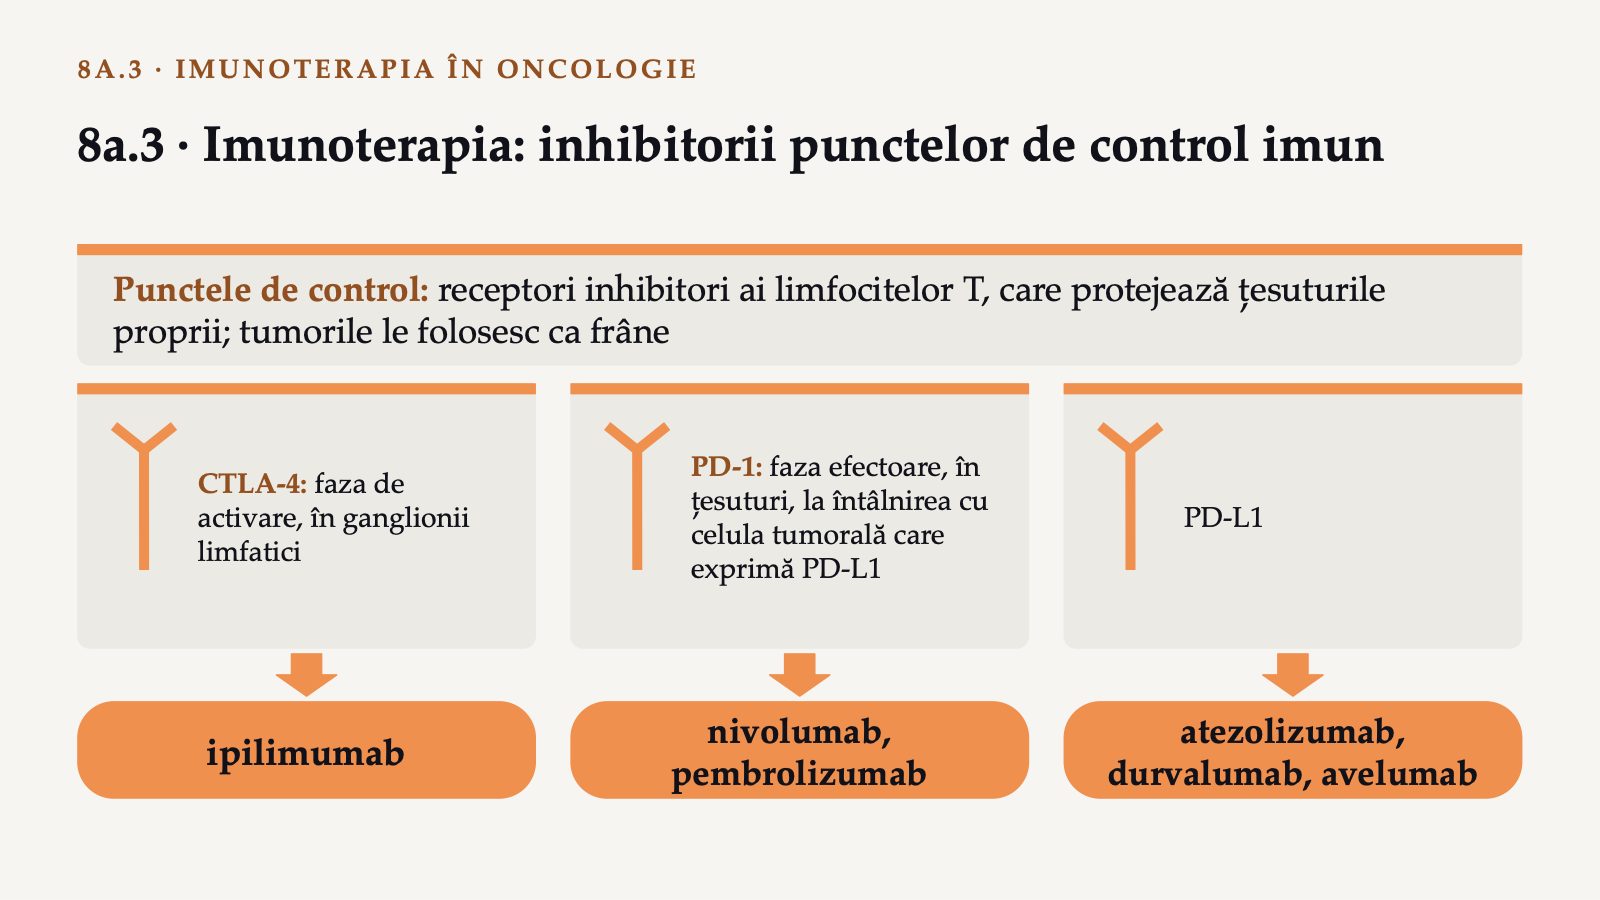 8A.3 · IMUNOTERAPIA ÎN ONCOLOGIE
8a.3 · Imunoterapia: inhibitorii punctelor de control imun
Punctele de control: receptori inhibitori ai limfocitelor T, care protejează țesuturile
proprii; tumorile le folosesc ca frâne
CTLA-4: faza de
activare, în ganglionii
limfatici
PD-1: faza efectoare, în
țesuturi, la întâlnirea cu
celula tumorală care
exprimă PD-L1
PD-L1
ipilimumab
nivolumab,
pembrolizumab
atezolizumab,
durvalumab, avelumab